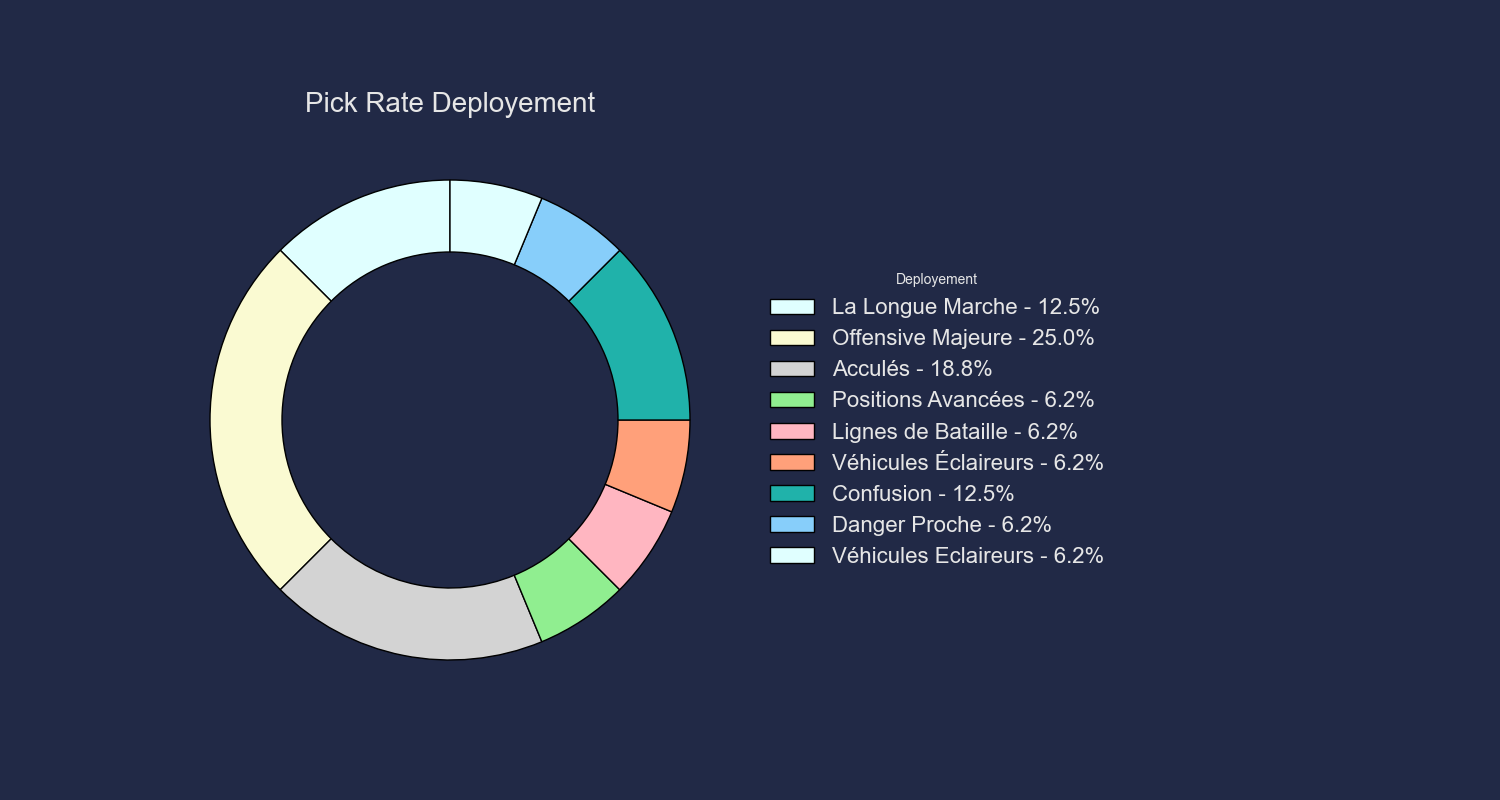 Pick Rate Deployement
Deployement
La Longue Marche - 12.5%
Offensive Majeure - 25.0%
Acculés - 18.8%
Positions Avancées - 6.2%
Lignes de Bataille - 6.2%
Véhicules Éclaireurs - 6.2%
Confusion - 12.5%
Danger Proche - 6.2%
Véhicules Eclaireurs - 6.2%